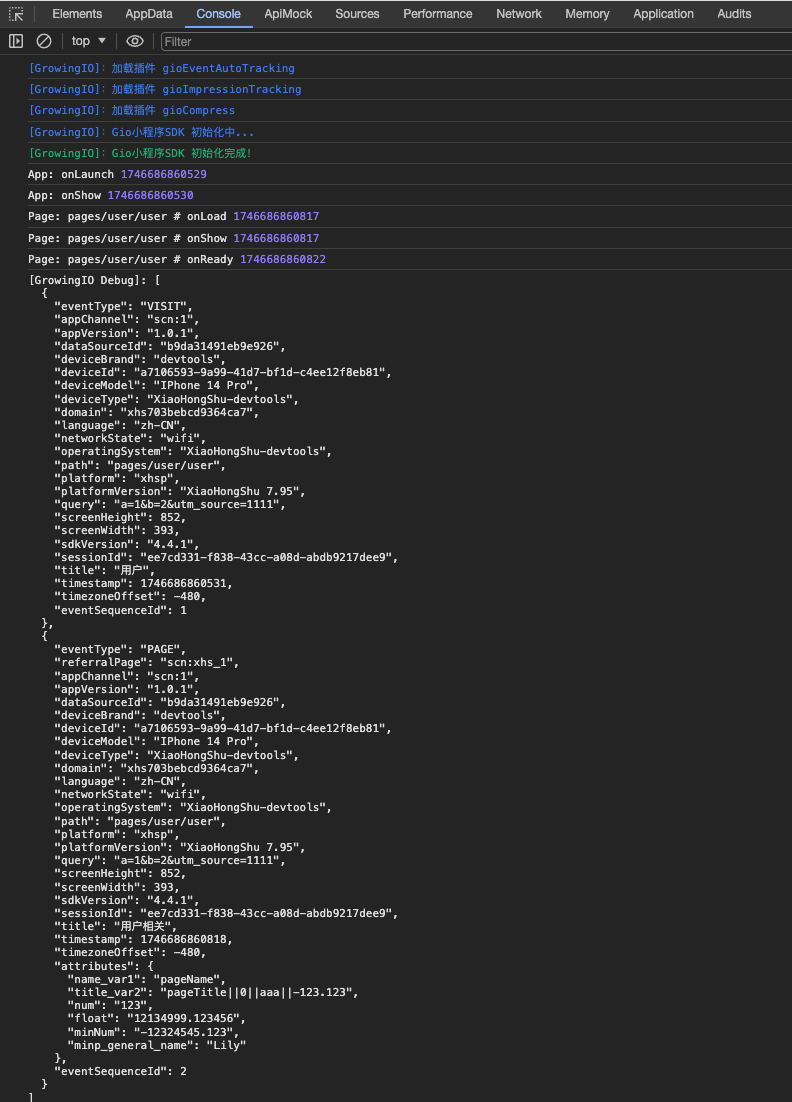 Elements AppData Console ApiMock Sources Performance Network Memory Application Audits
top Filter
[GrowingIO]: 加载插件 gioEventAutoTracking
[GrowingIO]: 加载插件 gioImpressionTracking
[GrowingIO]: 加载插件 gioCompress
[GrowingIO]: Gio小程序SDK 初始化中...
[GrowingIO]: Gio小程序SDK 初始化完成!
App: onLaunch 1746686860529
App: onShow 1746686860530
Page: pages/user/user # onLoad 1746686860817
Page: pages/user/user # onShow 1746686860817
Page: pages/user/user # onReady 1746686860822
[GrowingIO Debug]: [
  {
    "eventType": "VISIT",
    "appChannel": "scn:1",
    "appVersion": "1.0.1",
    "dataSourceId": "b9da31491eb9e926",
    "deviceBrand": "devtools",
    "deviceId": "a7106593-9a99-41d7-bf1d-c4ee12f8eb81",
    "deviceModel": "IPhone 14 Pro",
    "deviceType": "XiaoHongShu-devtools",
    "domain": "xhs703bebcd9364ca7",
    "language": "zh-CN",
    "networkState": "wifi",
    "operatingSystem": "XiaoHongShu-devtools",
    "path": "pages/user/user",
    "platform": "xhsp",
    "platformVersion": "XiaoHongShu 7.95",
    "query": "a=1&b=2&utm_source=1111",
    "screenHeight": 852,
    "screenWidth": 393,
    "sdkVersion": "4.4.1",
    "sessionId": "ee7cd331-f838-43cc-a08d-abdb9217dee9",
    "title": "用户",
    "timestamp": 1746686860531,
    "timezoneOffset": -480,
    "eventSequenceId": 1
  },
  {
    "eventType": "PAGE",
    "referralPage": "scn:xhs_1",
    "appChannel": "scn:1",
    "appVersion": "1.0.1",
    "dataSourceId": "b9da31491eb9e926",
    "deviceBrand": "devtools",
    "deviceId": "a7106593-9a99-41d7-bf1d-c4ee12f8eb81",
    "deviceModel": "IPhone 14 Pro",
    "deviceType": "XiaoHongShu-devtools",
    "domain": "xhs703bebcd9364ca7",
    "language": "zh-CN",
    "networkState": "wifi",
    "operatingSystem": "XiaoHongShu-devtools",
    "path": "pages/user/user",
    "platform": "xhsp",
    "platformVersion": "XiaoHongShu 7.95",
    "query": "a=1&b=2&utm_source=1111",
    "screenHeight": 852,
    "screenWidth": 393,
    "sdkVersion": "4.4.1",
    "sessionId": "ee7cd331-f838-43cc-a08d-abdb9217dee9",
    "title": "用户相关",
    "timestamp": 1746686860818,
    "timezoneOffset": -480,
    "attributes": {
      "name_var1": "pageName",
      "title_var2": "pageTitle||0||aaa||-123.123",
      "num": "123",
      "float": "12134999.123456",
      "minNum": "-12324545.123",
      "minp_general_name": "Lily"
    },
    "eventSequenceId": 2
  }
]